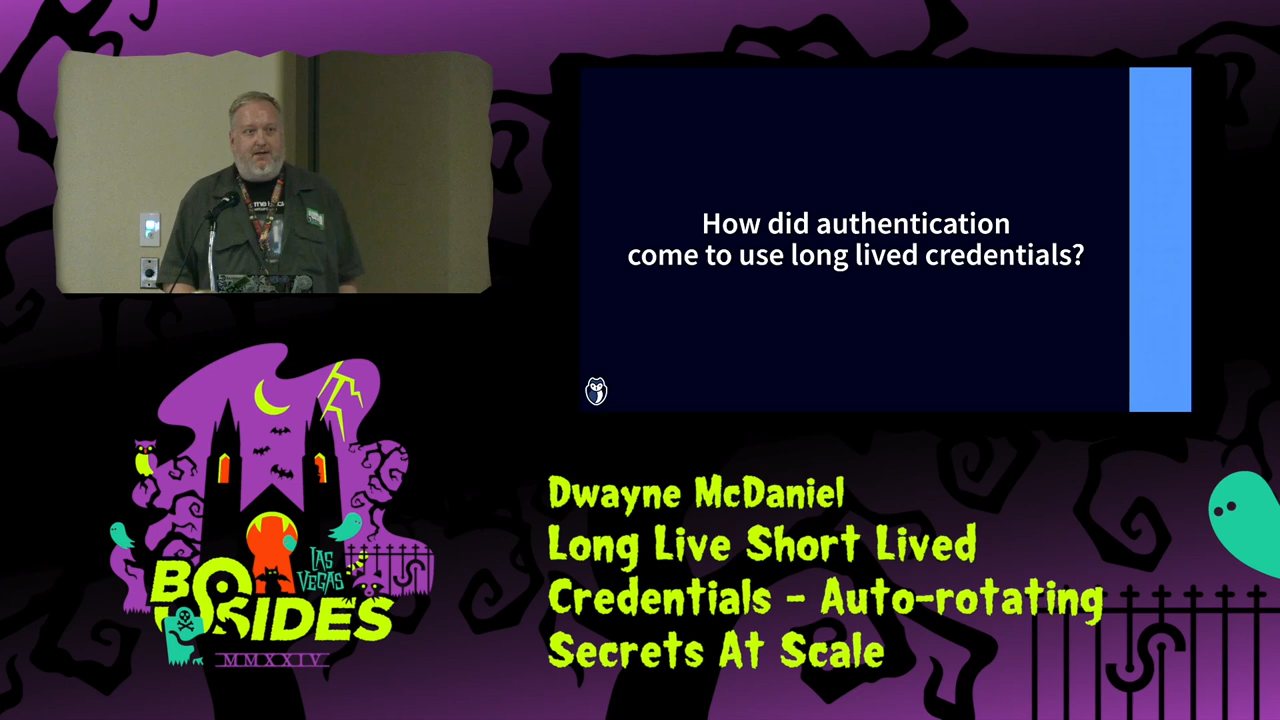 How did authentication
come to use long lived credentials?
Dwayne McDaniel
Long Live Short Lived
Credentials - Auto-rotating
Secrets At Scale
BSIDES
LAS
VEGAS
MMXXIV